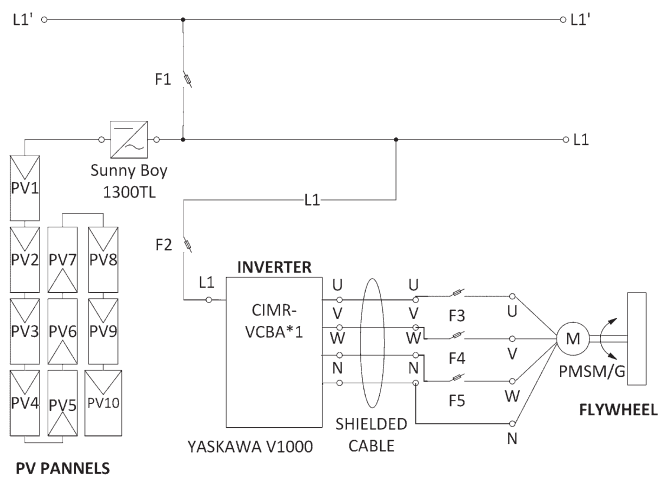 L1' L1'
F1
L1
Sunny Boy
1300TL
PV1
L1
F2
PV2 PV7 PV8
INVERTER
L1
CIMR-
VCBA*1
U U
V V
W W
N N
F3
F4
F5
U
V
W
N
M
PMSM/G
FLYWHEEL
PV3 PV6 PV9
PV4 PV5 PV10
SHIELDED
CABLE
YASKAWA V1000
PV PANNELS